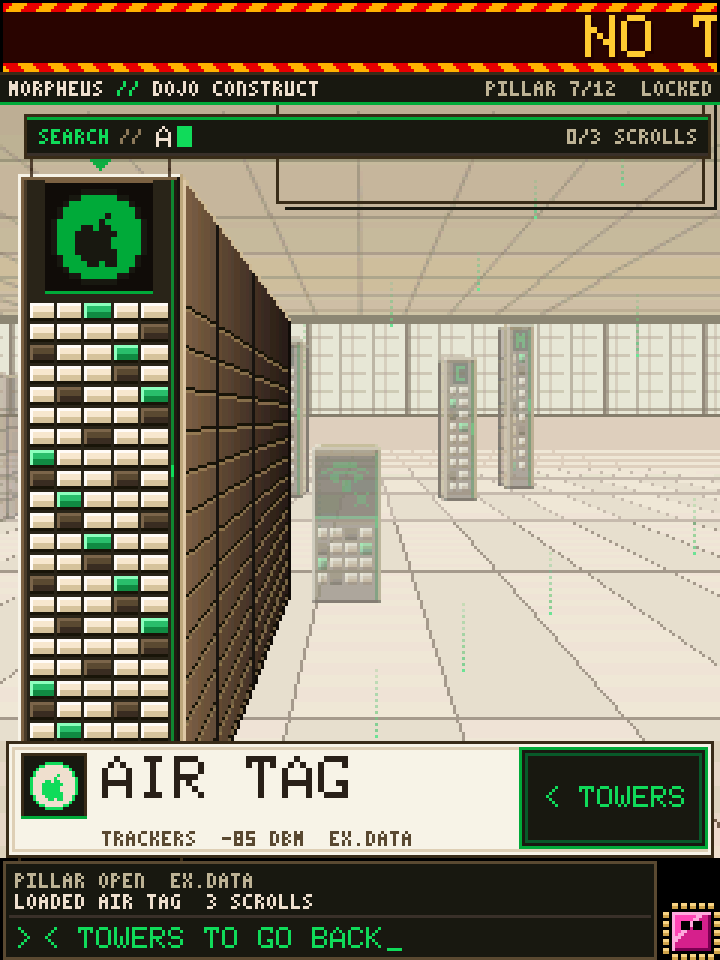 NO T
MORPHEUS // DOJO CONSTRUCT PILLAR 7/12 LOCKED
SEARCH // A 0/3 SCROLLS
C
M
AIR TAG
TRACKERS -85 DBM EX.DATA
< TOWERS
PILLAR OPEN EX.DATA
LOADED AIR TAG 3 SCROLLS
> < TOWERS TO GO BACK_